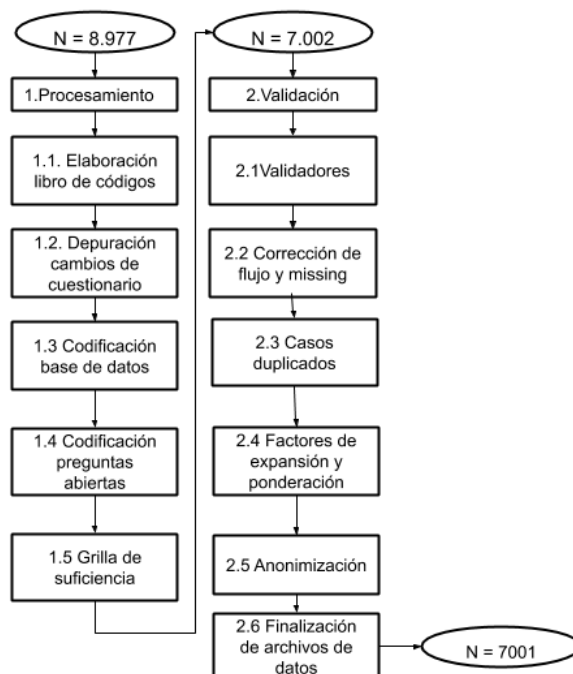 N = 8.977
1.Procesamiento
1.1. Elaboración
libro de códigos
1.2. Depuración
cambios de
cuestionario
1.3 Codificación
base de datos
1.4 Codificación
preguntas
abiertas
1.5 Grilla de
suficiencia
N = 7.002
2.Validación
2.1Validadores
2.2 Corrección de
flujo y missing
2.3 Casos
duplicados
2.4 Factores de
expansión y
ponderación
2.5 Anonimización
2.6 Finalización
de archivos de
datos
N = 7001